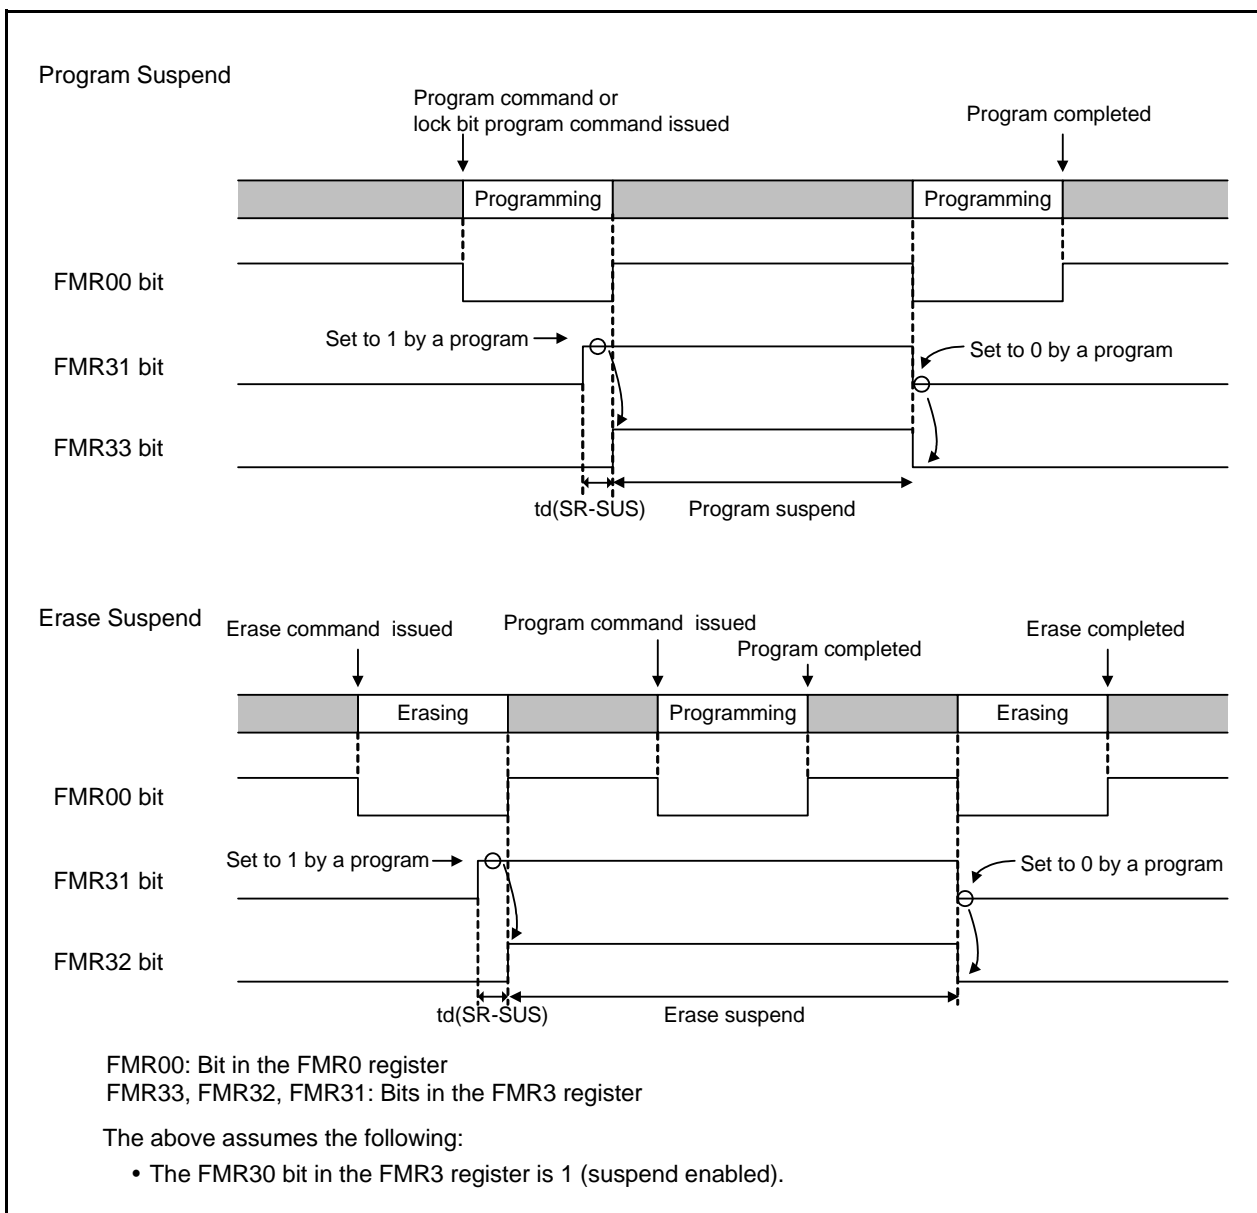 Program Suspend
Program command or
lock bit program command issued
Program completed
Programming
Programming
FMR00 bit
Set to 1 by a program
Set to 0 by a program
FMR31 bit
FMR33 bit
td(SR-SUS)
Program suspend
Erase Suspend
Erase command issued
Program command issued
Program completed
Erase completed
Erasing
Programming
Erasing
FMR00 bit
Set to 1 by a program
Set to 0 by a program
FMR31 bit
FMR32 bit
td(SR-SUS)
Erase suspend
FMR00: Bit in the FMR0 register
FMR33, FMR32, FMR31: Bits in the FMR3 register
The above assumes the following:
• The FMR30 bit in the FMR3 register is 1 (suspend enabled).